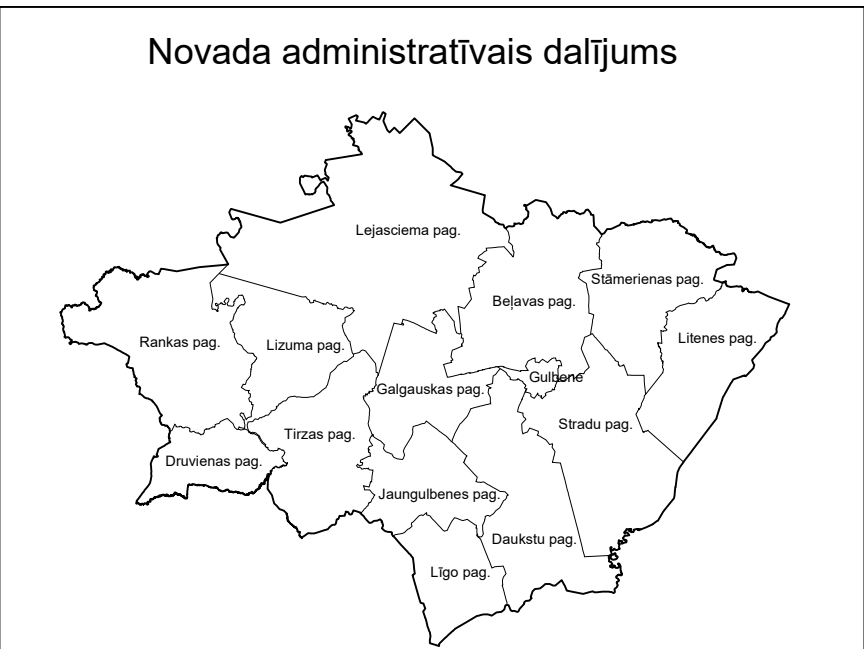 Novada administratīvais dalījums
Lejasciema pag.
Stāmerienas pag.
Beļavas pag.
Rankas pag.
Lizuma pag.
Litenes pag.
Gulbene
Galgauskas pag.
Stradu pag.
Tirzas pag.
Druvienas pag.
Jaungulbenes pag.
Daukstu pag.
Līgo pag.